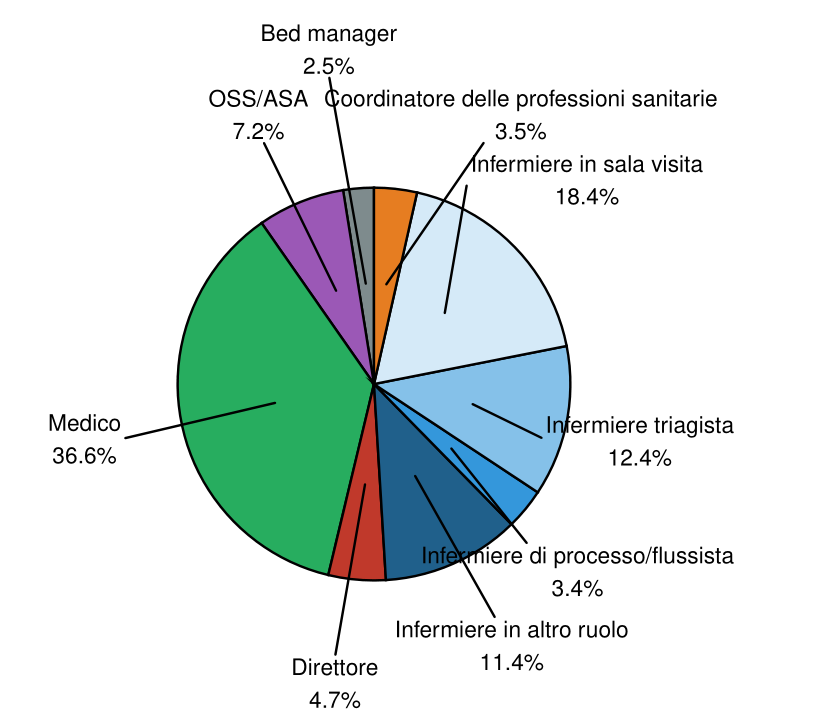 Bed manager
2.5%
OSS/ASA
7.2%
Coordinatore delle professioni sanitarie
3.5%
Infermiere in sala visita
18.4%
Medico
36.6%
Infermiere triagista
12.4%
Infermiere di processo/flussista
3.4%
Infermiere in altro ruolo
11.4%
Direttore
4.7%